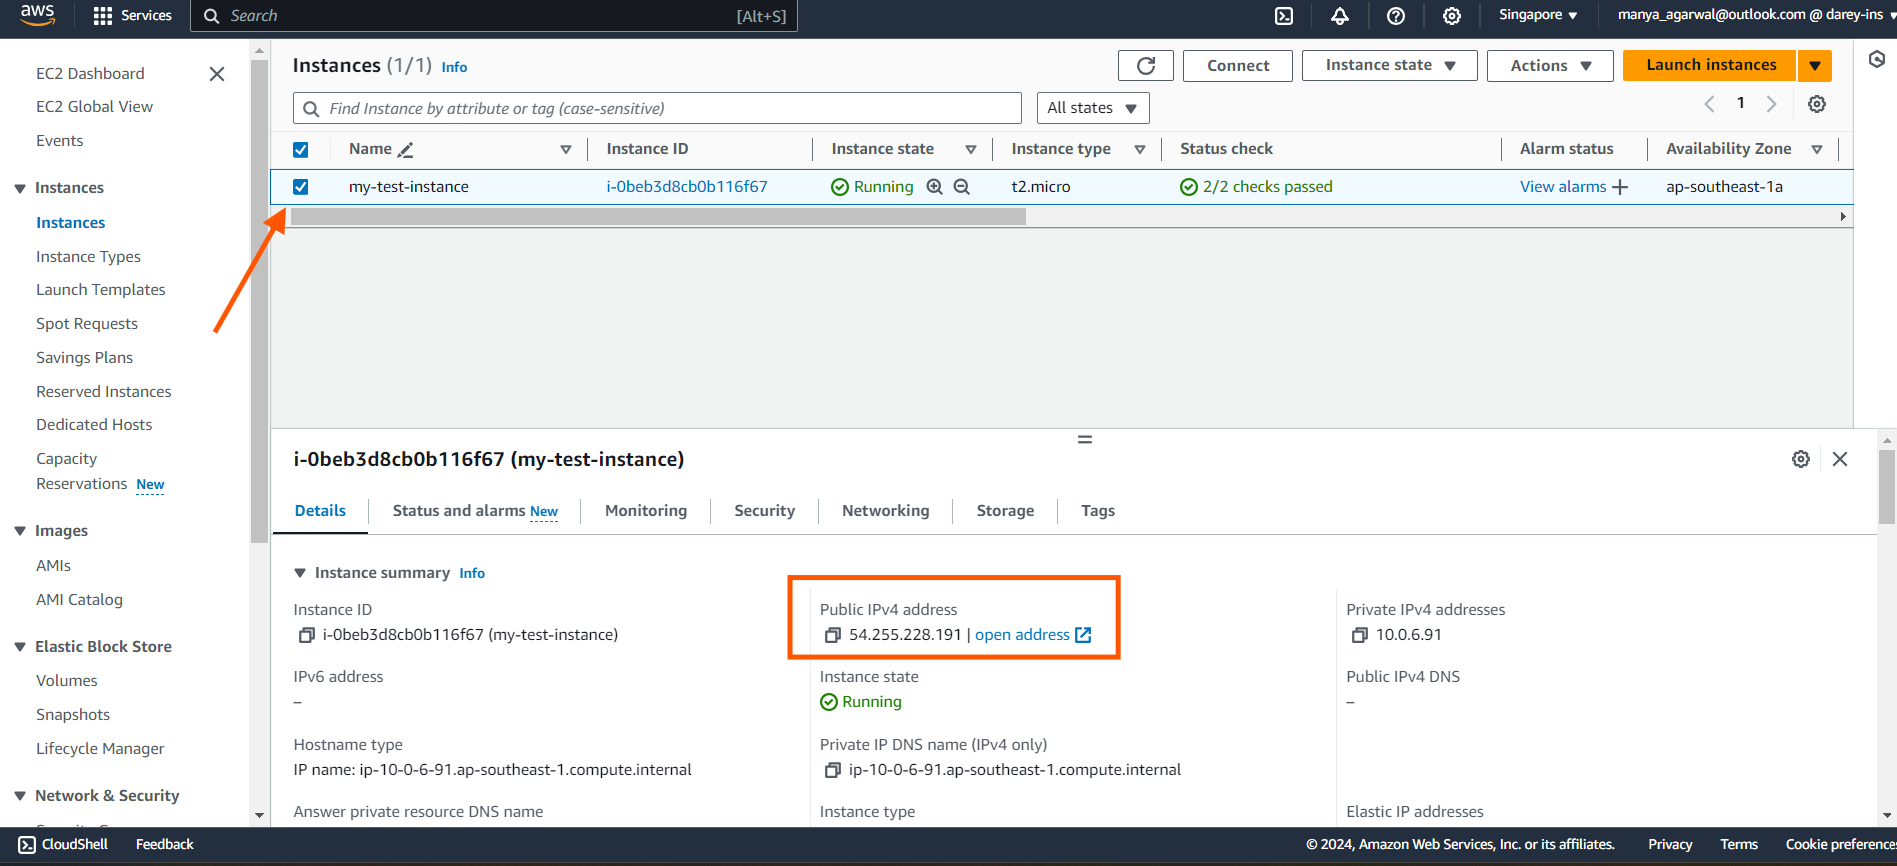 aws Services Search [Alt+S] Singapore manya_agarwal@outlook.com @ darey-ins
EC2 Dashboard
EC2 Global View
Events
Instances
Instances
Instance Types
Launch Templates
Spot Requests
Savings Plans
Reserved Instances
Dedicated Hosts
Capacity
Reservations New
Images
AMIs
AMI Catalog
Elastic Block Store
Volumes
Snapshots
Lifecycle Manager
Network & Security
Instances (1/1) Info Connect Instance state Actions Launch instances
Find Instance by attribute or tag (case-sensitive) All states 1
Name Instance ID Instance state Instance type Status check Alarm status Availability Zone
my-test-instance i-0beb3d8cb0b116f67 Running t2.micro 2/2 checks passed View alarms + ap-southeast-1a
i-0beb3d8cb0b116f67 (my-test-instance)
Details Status and alarms New Monitoring Security Networking Storage Tags
Instance summary Info
Instance ID Public IPv4 address Private IPv4 addresses
i-0beb3d8cb0b116f67 (my-test-instance) 54.255.228.191 | open address 10.0.6.91
IPv6 address Instance state Public IPv4 DNS
– Running –
Hostname type Private IP DNS name (IPv4 only)
IP name: ip-10-0-6-91.ap-southeast-1.compute.internal ip-10-0-6-91.ap-southeast-1.compute.internal
Answer private resource DNS name Instance type Elastic IP addresses
CloudShell Feedback © 2024, Amazon Web Services, Inc. or its affiliates. Privacy Terms Cookie preference